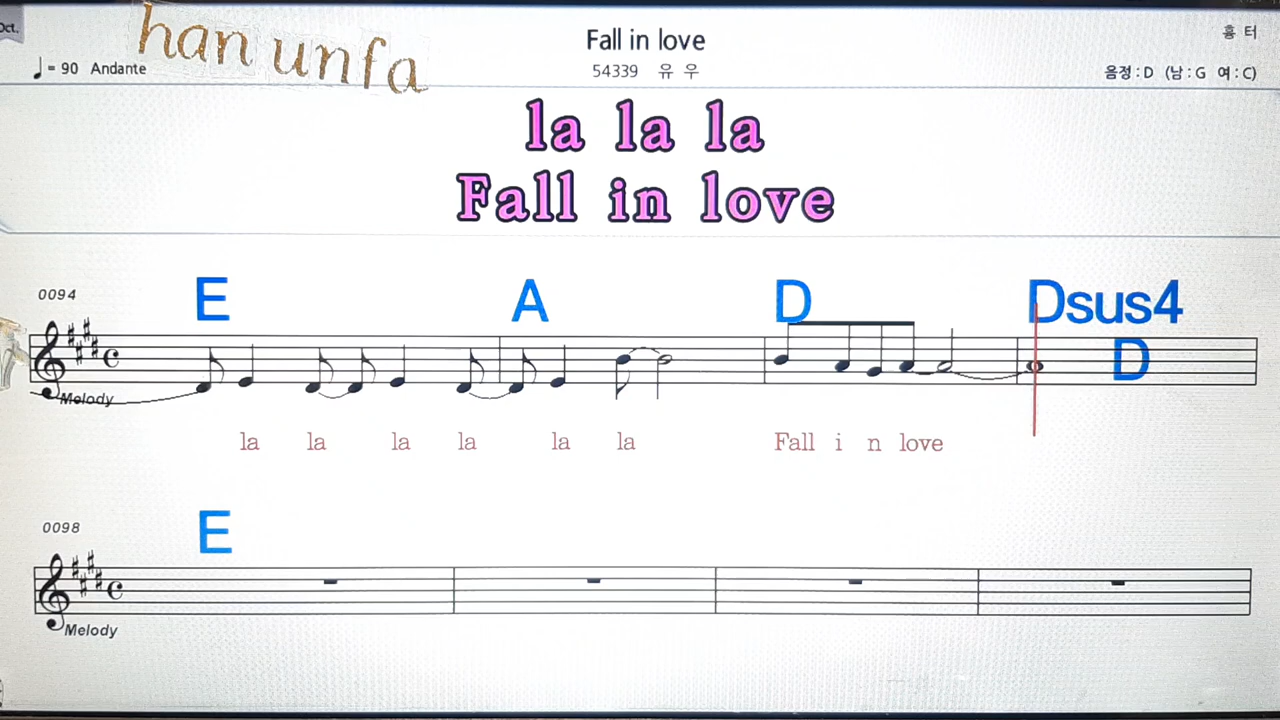 Oct.
han unfa
Fall in love
흥 터
♩= 90 Andante
54339 유 우
음정:D (남:G 여:C)
la la la
Fall in love
0094
E A D Dsus4
D
Melody
la la la la la la Fall i n love
0098
E
Melody